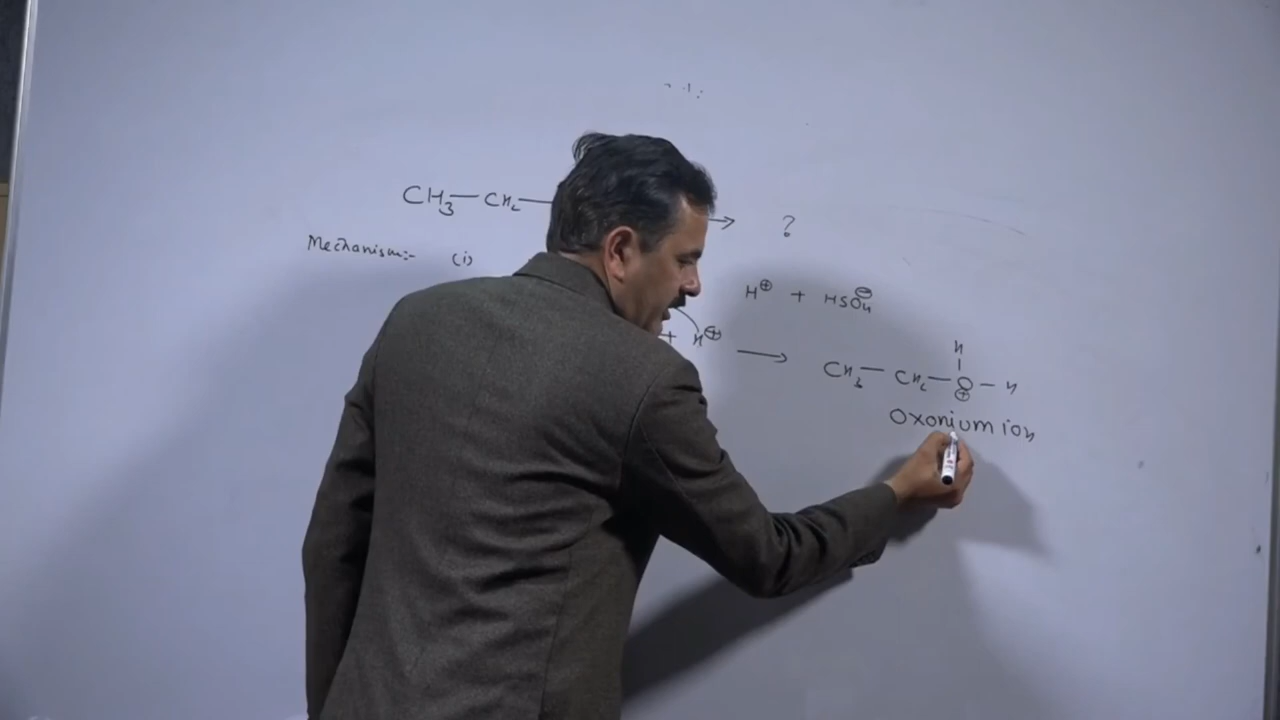 CH3—CH2— → ?
Mechanism:- (i)
H⊕ + HSO4⊖
+ H⊕ → CH3—CH2—O—H
H
⊕
Oxonium ion